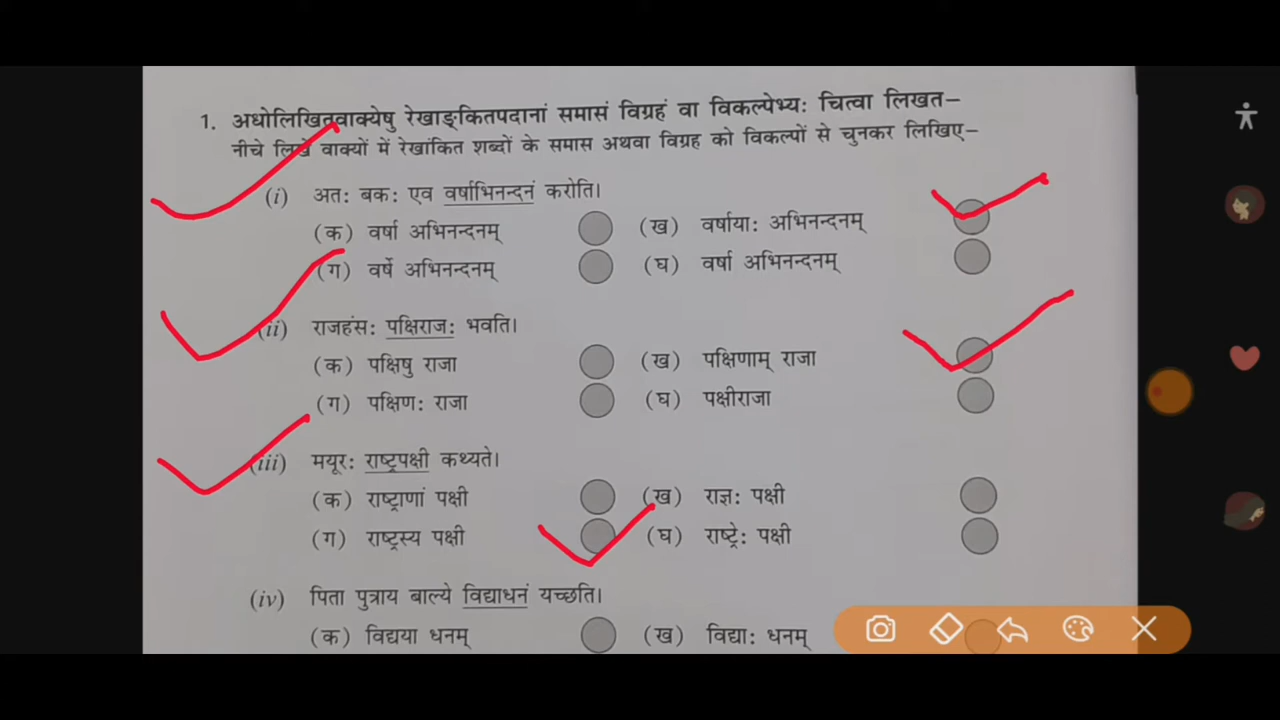 1. अधोलिखितवाक्येषु रेखाङ्कितपदानां समासं विग्रहं वा विकल्पेभ्यः चित्वा लिखत–
नीचे लिखे वाक्यों में रेखांकित शब्दों के समास अथवा विग्रह को विकल्पों से चुनकर लिखिए–
(i) अतः बकः एव वर्षाभिनन्दनं करोति।
(क) वर्षा अभिनन्दनम् (ख) वर्षायाः अभिनन्दनम्
(ग) वर्षे अभिनन्दनम् (घ) वर्षा अभिनन्दनम्
(ii) राजहंसः पक्षिराजः भवति।
(क) पक्षिषु राजा (ख) पक्षिणाम् राजा
(ग) पक्षिणः राजा (घ) पक्षीराजा
(iii) मयूरः राष्ट्रपक्षी कथ्यते।
(क) राष्ट्राणां पक्षी (ख) राज्ञः पक्षी
(ग) राष्ट्रस्य पक्षी (घ) राष्ट्रेः पक्षी
(iv) पिता पुत्राय बाल्ये विद्याधनं यच्छति।
(क) विद्यया धनम् (ख) विद्याः धनम्